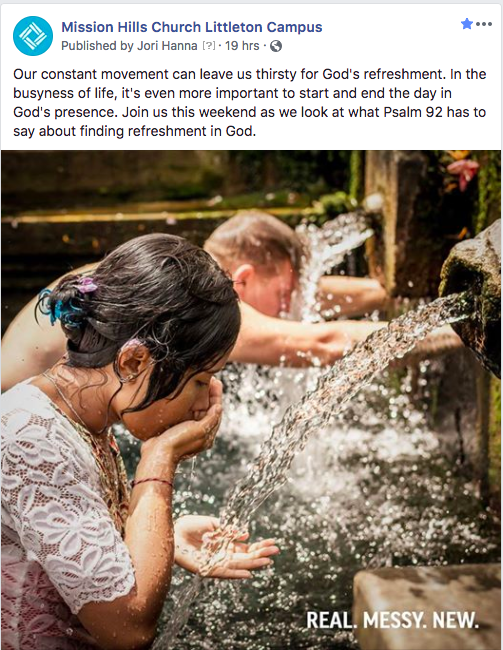 Mission Hills Church Littleton Campus
Published by Jori Hanna [?] · 19 hrs ·
Our constant movement can leave us thirsty for God's refreshment. In the
busyness of life, it's even more important to start and end the day in
God's presence. Join us this weekend as we look at what Psalm 92 has to
say about finding refreshment in God.
REAL. MESSY. NEW.